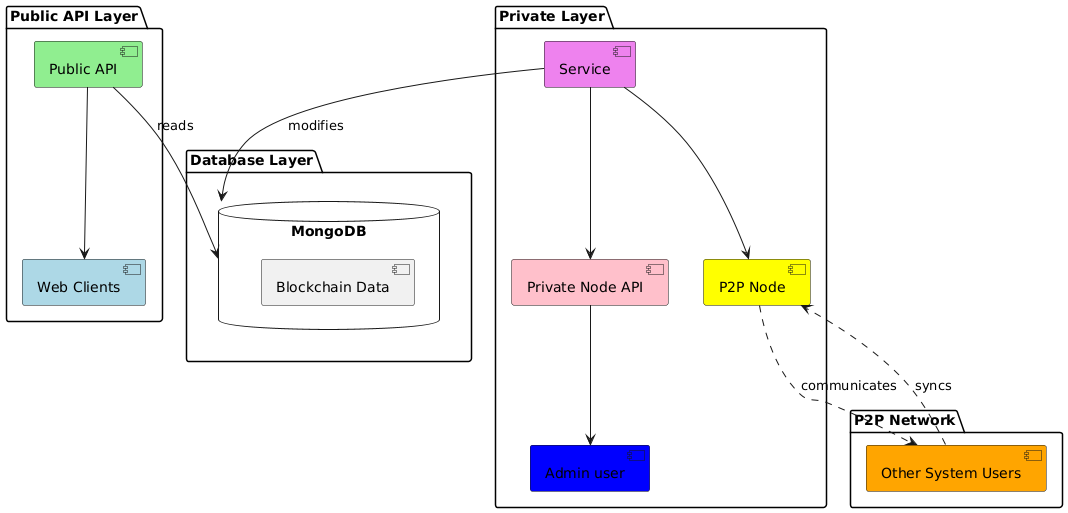 Public API Layer
Private Layer
Public API
Service
reads
modifies
Database Layer
MongoDB
Web Clients
Blockchain Data
Private Node API
P2P Node
communicates
syncs
P2P Network
Admin user
Other System Users